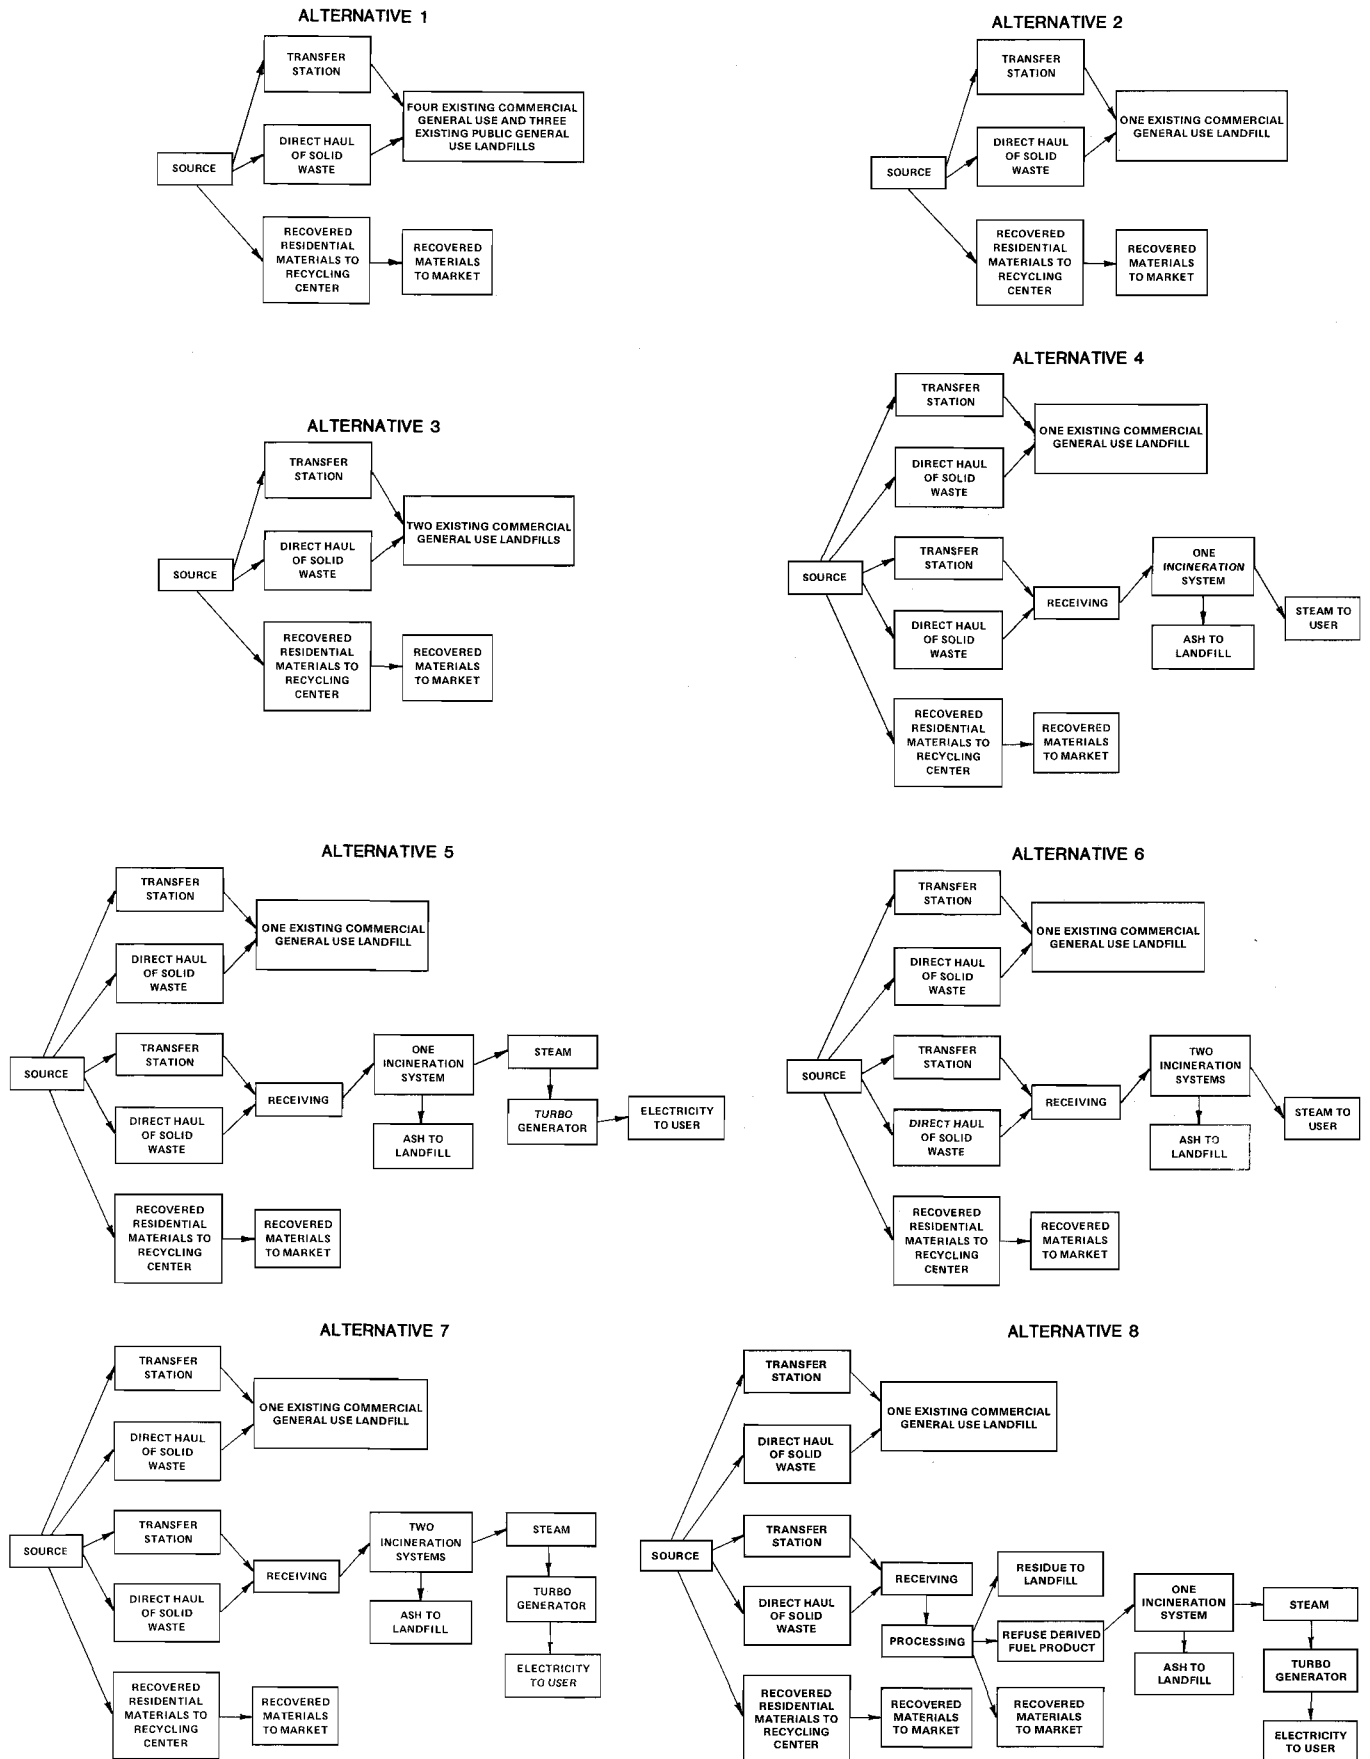 ALTERNATIVE 1
TRANSFER
STATION
FOUR EXISTING COMMERCIAL
GENERAL USE AND THREE
EXISTING PUBLIC GENERAL
USE LANDFILLS
DIRECT HAUL
OF SOLID
WASTE
SOURCE
RECOVERED
RESIDENTIAL
MATERIALS TO
RECYCLING
CENTER
RECOVERED
MATERIALS
TO MARKET
ALTERNATIVE 2
TRANSFER
STATION
ONE EXISTING COMMERCIAL
GENERAL USE LANDFILL
DIRECT HAUL
OF SOLID
WASTE
SOURCE
RECOVERED
RESIDENTIAL
MATERIALS TO
RECYCLING
CENTER
RECOVERED
MATERIALS
TO MARKET
ALTERNATIVE 3
TRANSFER
STATION
TWO EXISTING COMMERCIAL
GENERAL USE LANDFILLS
DIRECT HAUL
OF SOLID
WASTE
SOURCE
RECOVERED
RESIDENTIAL
MATERIALS TO
RECYCLING
CENTER
RECOVERED
MATERIALS
TO MARKET
ALTERNATIVE 4
TRANSFER
STATION
ONE EXISTING COMMERCIAL
GENERAL USE LANDFILL
DIRECT HAUL
OF SOLID
WASTE
TRANSFER
STATION
SOURCE
RECEIVING
ONE
INCINERATION
SYSTEM
STEAM TO
USER
DIRECT HAUL
OF SOLID
WASTE
ASH TO
LANDFILL
RECOVERED
RESIDENTIAL
MATERIALS TO
RECYCLING
CENTER
RECOVERED
MATERIALS
TO MARKET
ALTERNATIVE 5
TRANSFER
STATION
ONE EXISTING COMMERCIAL
GENERAL USE LANDFILL
DIRECT HAUL
OF SOLID
WASTE
TRANSFER
STATION
ONE
INCINERATION
SYSTEM
STEAM
SOURCE
RECEIVING
DIRECT HAUL
OF SOLID
WASTE
ASH TO
LANDFILL
TURBO
GENERATOR
ELECTRICITY
TO USER
RECOVERED
RESIDENTIAL
MATERIALS TO
RECYCLING
CENTER
RECOVERED
MATERIALS
TO MARKET
ALTERNATIVE 6
TRANSFER
STATION
ONE EXISTING COMMERCIAL
GENERAL USE LANDFILL
DIRECT HAUL
OF SOLID
WASTE
TRANSFER
STATION
TWO
INCINERATION
SYSTEMS
SOURCE
RECEIVING
STEAM TO
USER
DIRECT HAUL
OF SOLID
WASTE
ASH TO
LANDFILL
RECOVERED
RESIDENTIAL
MATERIALS TO
RECYCLING
CENTER
RECOVERED
MATERIALS
TO MARKET
ALTERNATIVE 7
TRANSFER
STATION
ONE EXISTING COMMERCIAL
GENERAL USE LANDFILL
DIRECT HAUL
OF SOLID
WASTE
TRANSFER
STATION
TWO
INCINERATION
SYSTEMS
STEAM
SOURCE
RECEIVING
DIRECT HAUL
OF SOLID
WASTE
ASH TO
LANDFILL
TURBO
GENERATOR
ELECTRICITY
TO USER
RECOVERED
RESIDENTIAL
MATERIALS TO
RECYCLING
CENTER
RECOVERED
MATERIALS
TO MARKET
ALTERNATIVE 8
TRANSFER
STATION
ONE EXISTING COMMERCIAL
GENERAL USE LANDFILL
DIRECT HAUL
OF SOLID
WASTE
TRANSFER
STATION
SOURCE
RECEIVING
RESIDUE TO
LANDFILL
DIRECT HAUL
OF SOLID
WASTE
PROCESSING
REFUSE DERIVED
FUEL PRODUCT
ONE
INCINERATION
SYSTEM
STEAM
ASH TO
LANDFILL
TURBO
GENERATOR
RECOVERED
RESIDENTIAL
MATERIALS TO
RECYCLING
CENTER
RECOVERED
MATERIALS
TO MARKET
RECOVERED
MATERIALS
TO MARKET
ELECTRICITY
TO USER